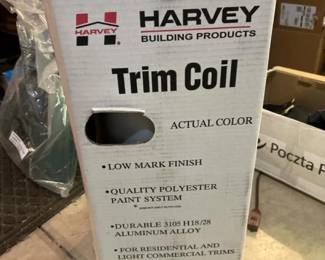 HARVEY
HARVEY
BUILDING PRODUCTS
Trim Coil
ACTUAL COLOR
•LOW MARK FINISH
Poczta P
•QUALITY POLYESTER
PAINT SYSTEM
•DURABLE 3105 H18/28
ALUMINUM ALLOY
•FOR RESIDENTIAL AND
LIGHT COMMERCIAL TRIMS